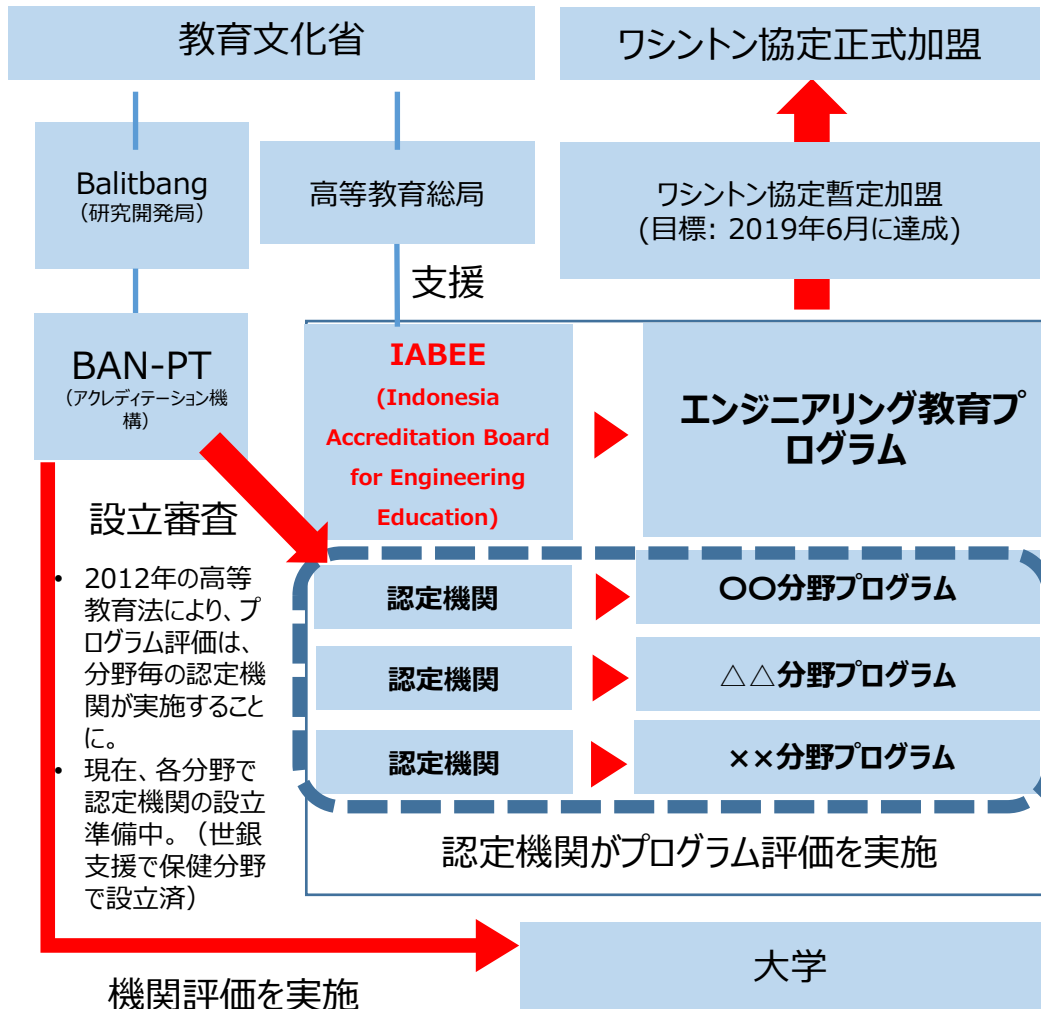 教育文化省
ワシントン協定正式加盟
Balitbang
（研究開発局）
高等教育総局
ワシントン協定暫定加盟
(目標: 2019年6月に達成)
支援
BAN-PT
（アクレディテーション機
構）
IABEE
(Indonesia
Accreditation Board
for Engineering
Education)
エンジニアリング教育プ
ログラム
設立審査
• 2012年の高等
教育法により、プ
ログラム評価は、
分野毎の認定機
関が実施すること
に。
• 現在、各分野で
認定機関の設立
準備中。（世銀
支援で保健分野
で設立済）
認定機関
〇〇分野プログラム
認定機関
△△分野プログラム
認定機関
××分野プログラム
認定機関がプログラム評価を実施
大学
機関評価を実施